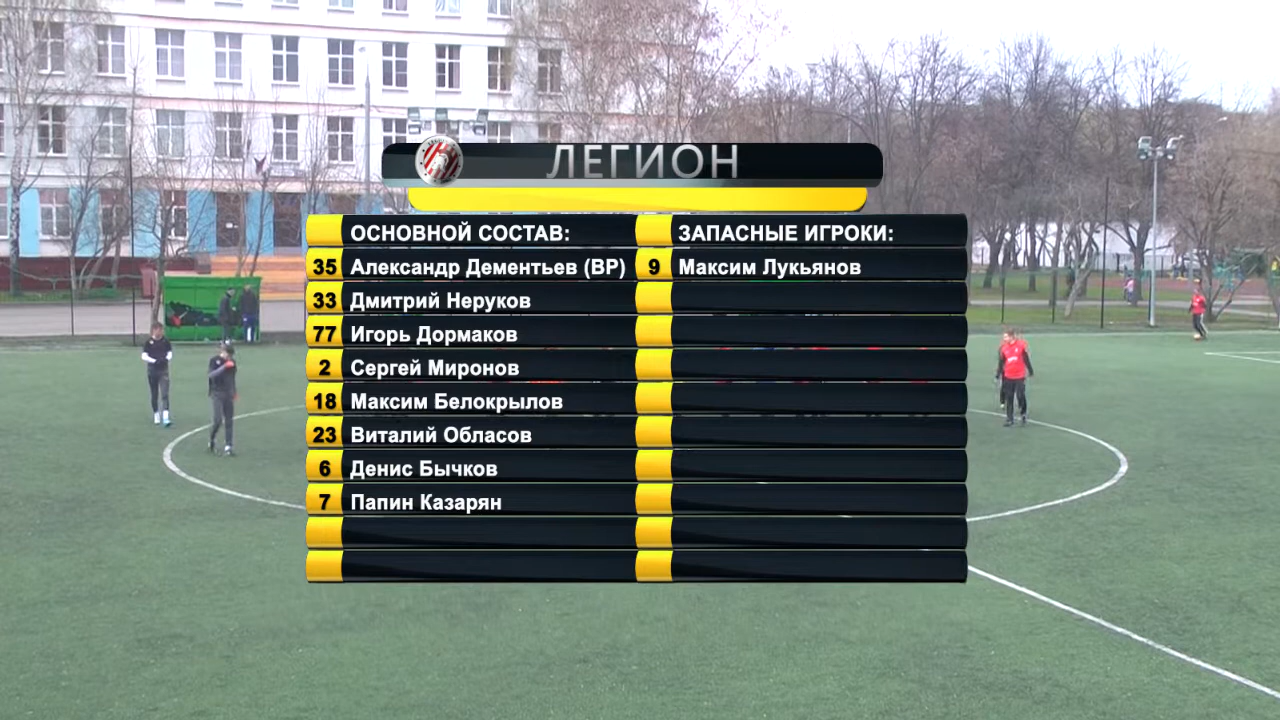 ЛЕГИОН
ОСНОВНОЙ СОСТАВ:
35 Александр Дементьев (ВР)
33 Дмитрий Неруков
77 Игорь Дормаков
2 Сергей Миронов
18 Максим Белокрылов
23 Виталий Обласов
6 Денис Бычков
7 Папин Казарян
ЗАПАСНЫЕ ИГРОКИ:
9 Максим Лукьянов